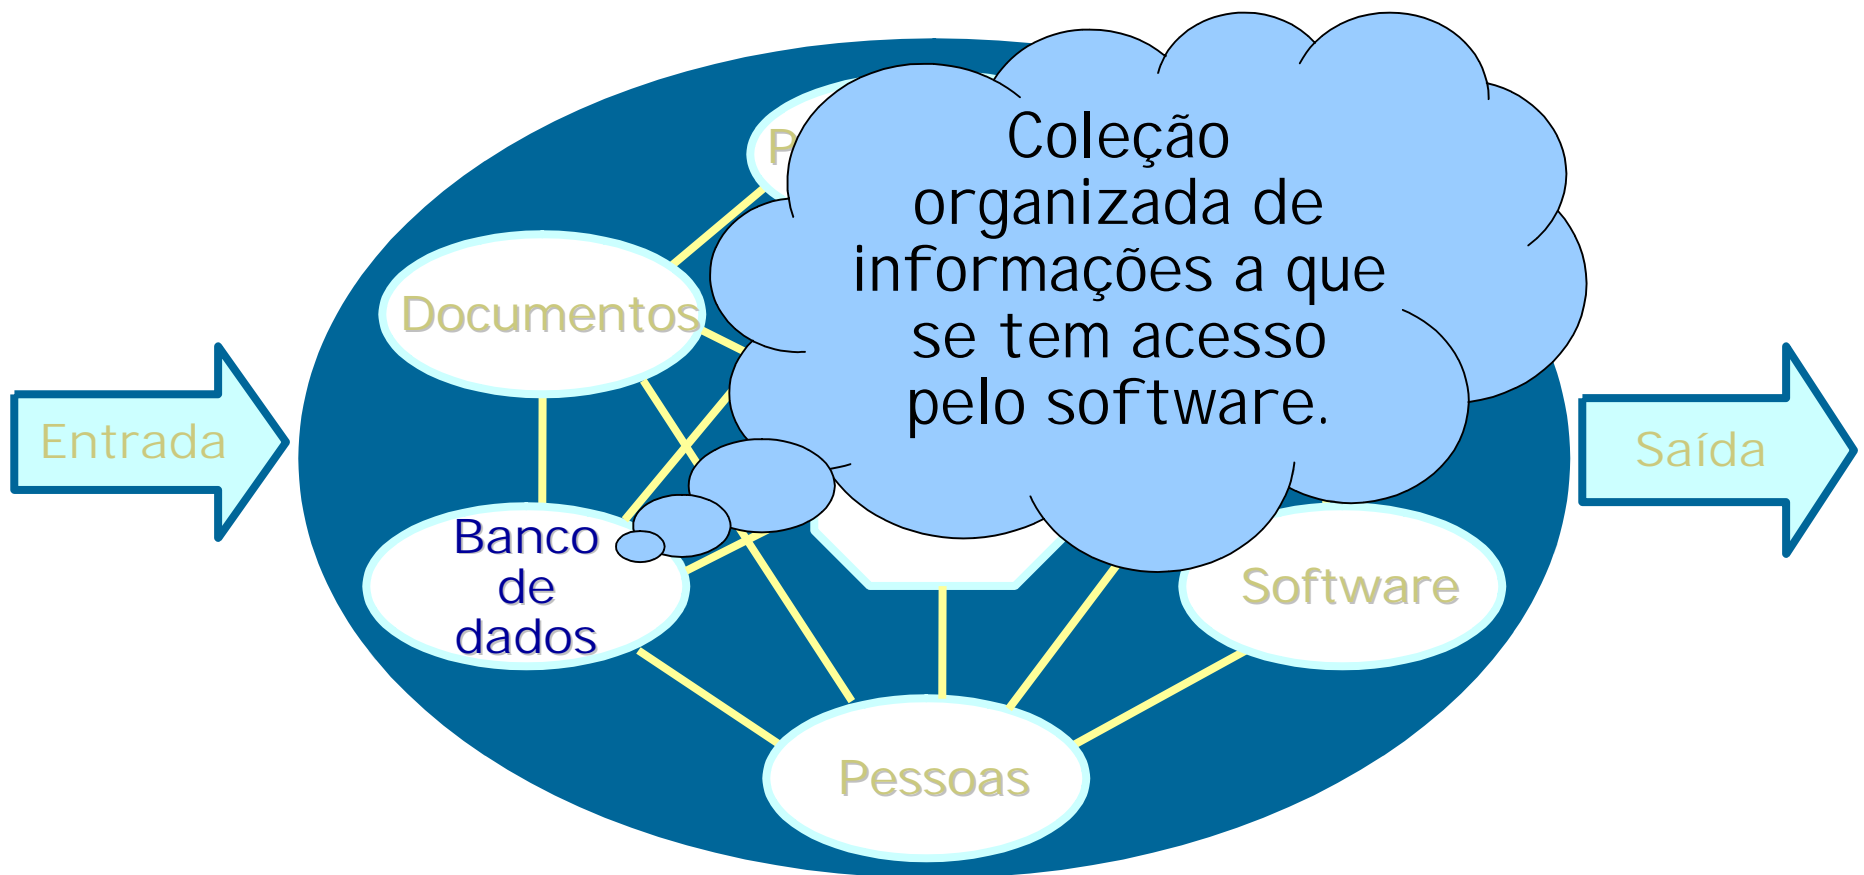 Coleção
organizada de
informações a que
se tem acesso
pelo software.
Documentos
Entrada
Saída
Banco
de
dados
Software
Pessoas